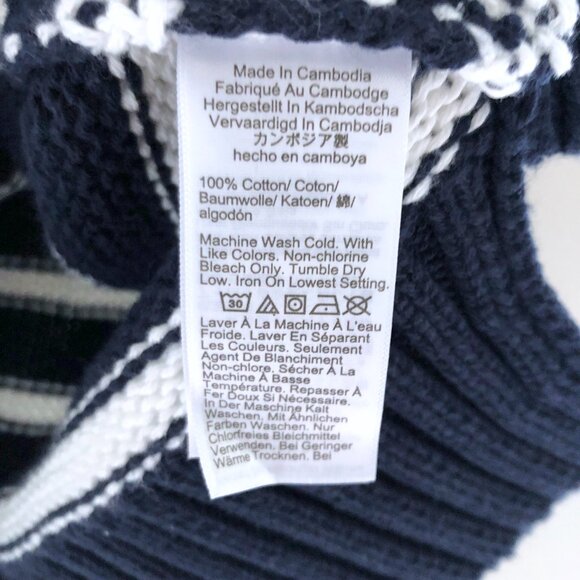 Made In Cambodia
Fabriqué Au Cambodge
Hergestellt In Kambodscha
Vervaardigd In Cambodja
カンボジア製
hecho en camboya
100% Cotton/ Coton/
Baumwolle/ Katoen/ 綿/
algodón
Machine Wash Cold. With
Like Colors. Non-chlorine
Bleach Only. Tumble Dry
Low. Iron On Lowest Setting.
30
Laver À La Machine À L'eau
Froide. Laver En Séparant
Les Couleurs. Seulement
Agent De Blanchiment
Non-chlore. Sécher À La
Machine À Basse
Température. Repasser À
Fer Doux Si Nécessaire.
In Der Maschine Kalt
Waschen. Mit Ähnlichen
Farben Waschen. Nur
Chlorfreies Bleichmittel
Verwenden. Bei Geringer
Wärme Trocknen. Bei